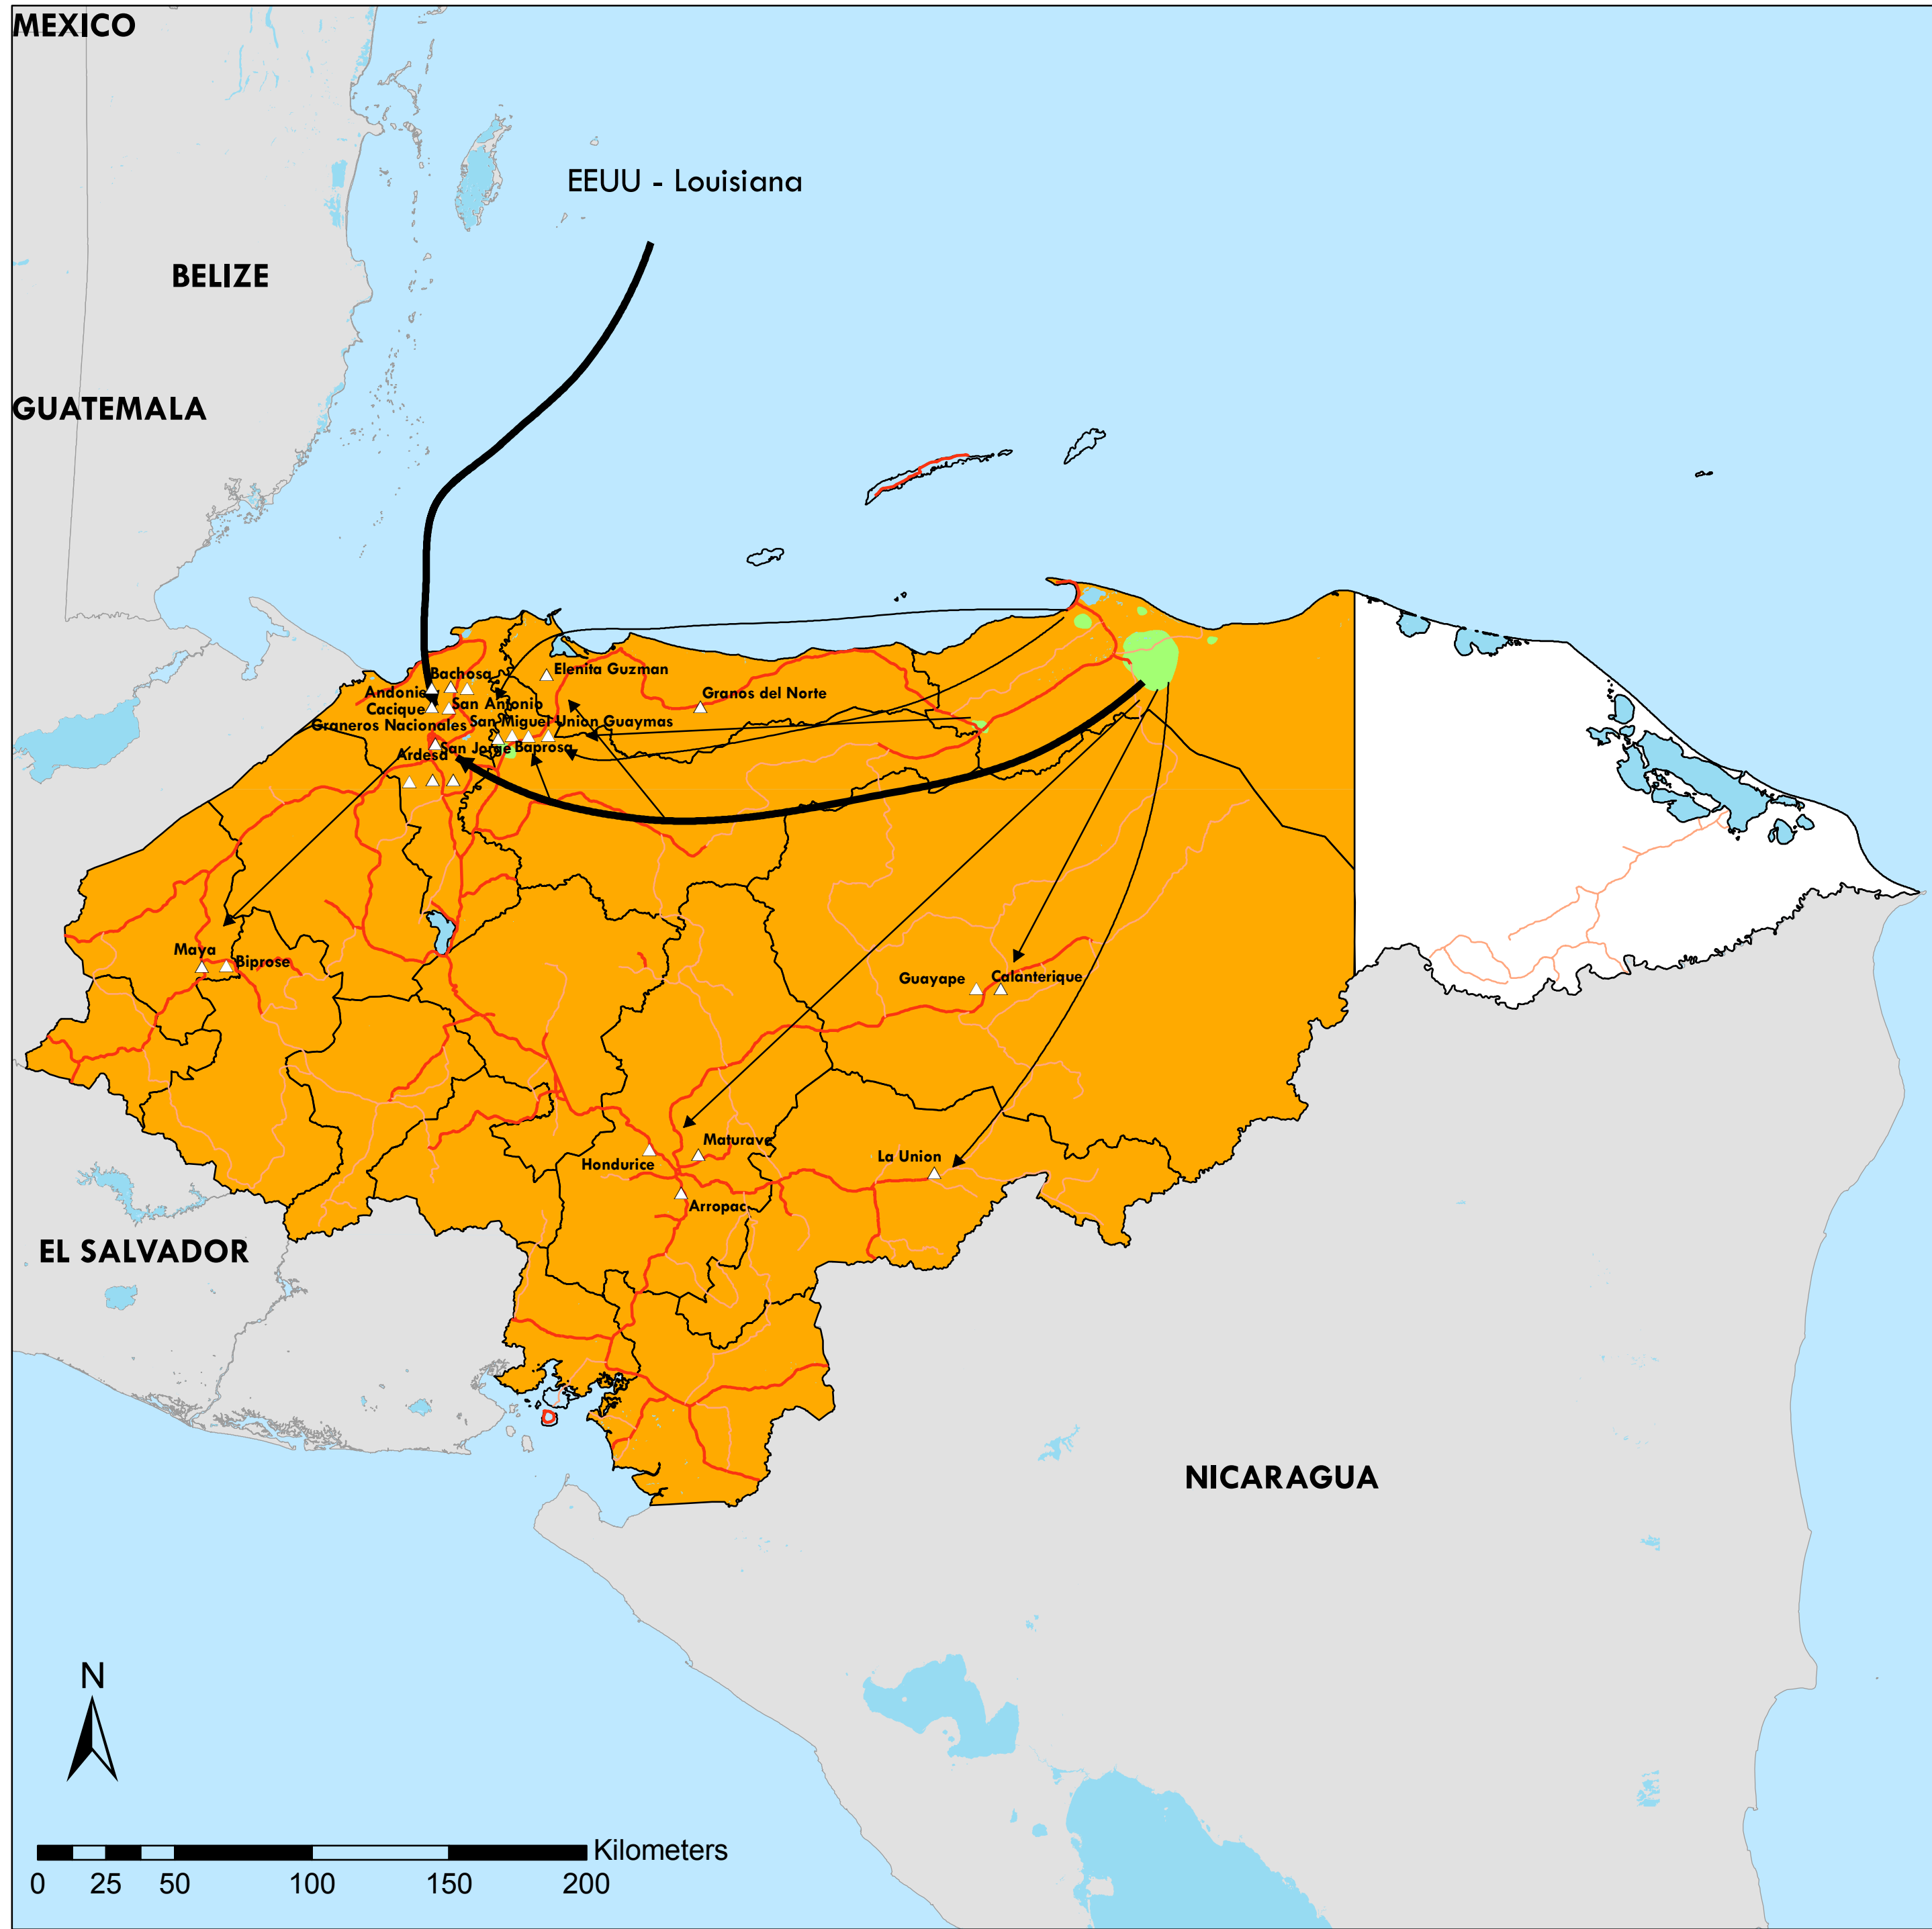 MEXICO
EEUU - Louisiana
BELIZE
GUATEMALA
Elenita Guzman
Bachosa
Andonie
Granos del Norte
San Antonio
Cacique
San Miguel Union Guaymas
Graneros Nacionales
San Jorge
Baprosa
Ardesa
Maya
Biprose
Guayape
Calanterique
Maturave
La Union
Hondurice
Arropac
EL SALVADOR
NICARAGUA
N
Kilometers
0 25 50 100 150 200